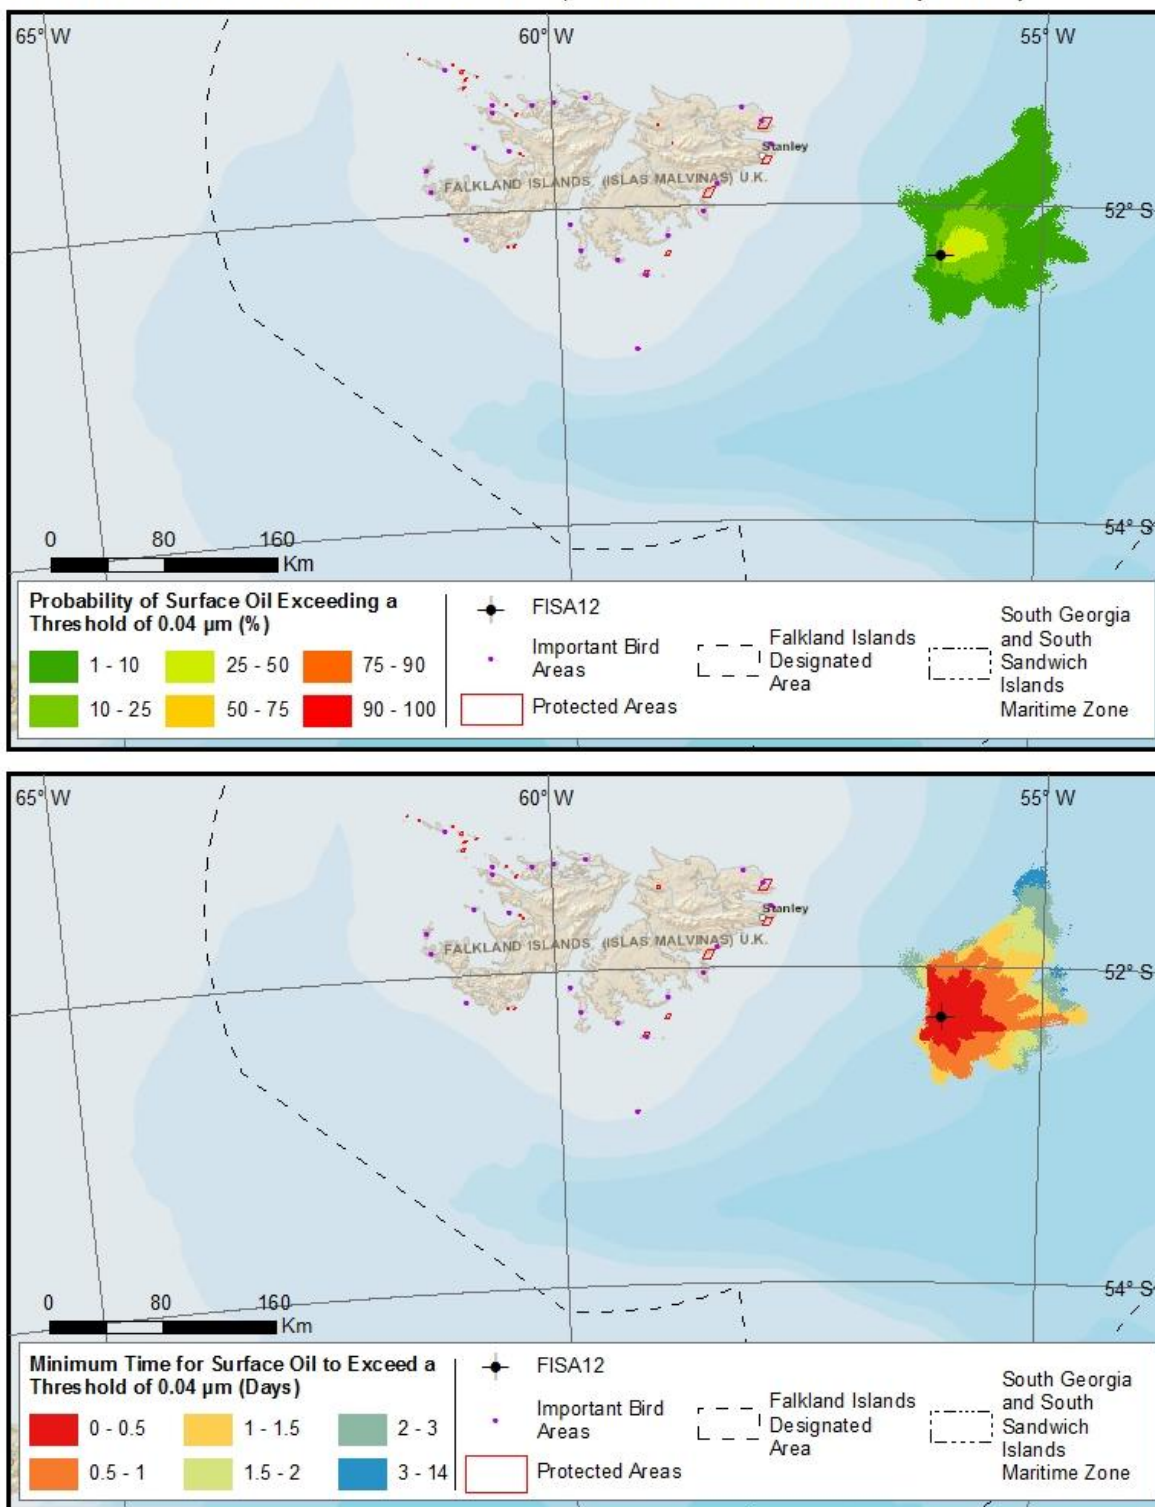 65° W
60° W
55° W
Stanley
FALKLAND ISLANDS (ISLAS MALVINAS) U.K.
52° S
54° S
0 80 160
Km
Probability of Surface Oil Exceeding a
Threshold of 0.04 µm (%)
1 - 10
25 - 50
75 - 90
10 - 25
50 - 75
90 - 100
FISA12
Important Bird
Areas
Protected Areas
Falkland Islands
Designated
Area
South Georgia
and South
Sandwich
Islands
Maritime Zone
65° W
60° W
55° W
Stanley
FALKLAND ISLANDS (ISLAS MALVINAS) U.K.
52° S
54° S
0 80 160
Km
Minimum Time for Surface Oil to Exceed a
Threshold of 0.04 µm (Days)
0 - 0.5
1 - 1.5
2 - 3
0.5 - 1
1.5 - 2
3 - 14
FISA12
Important Bird
Areas
Protected Areas
Falkland Islands
Designated
Area
South Georgia
and South
Sandwich
Islands
Maritime Zone